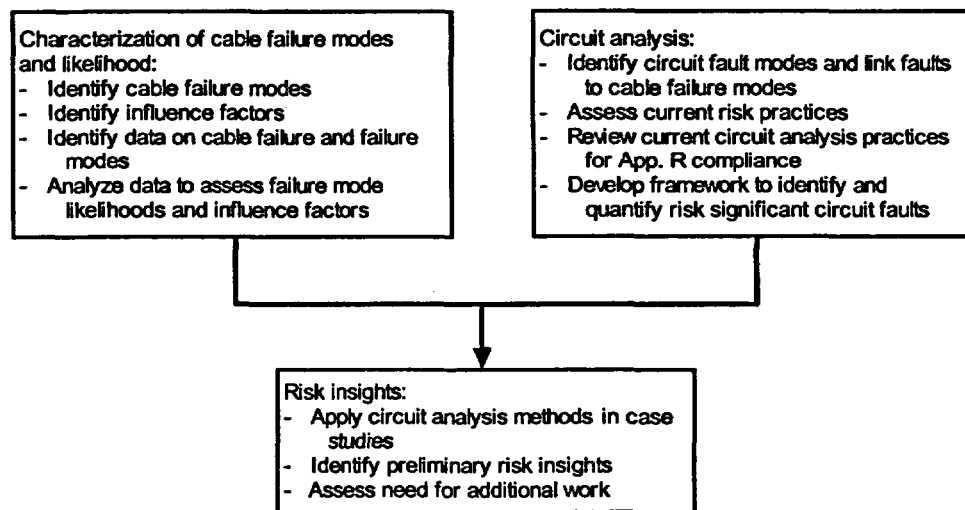 Characterization of cable failure modes
and likelihood:
- Identify cable failure modes
- Identify influence factors
- Identify data on cable failure and failure
modes
- Analyze data to assess failure mode
likelihoods and influence factors
Circuit analysis:
- Identify circuit fault modes and link faults
to cable failure modes
- Assess current risk practices
- Review current circuit analysis practices
for App. R compliance
- Develop framework to identify and
quantify risk significant circuit faults
Risk insights:
- Apply circuit analysis methods in case
studies
- Identify preliminary risk insights
- Assess need for additional work